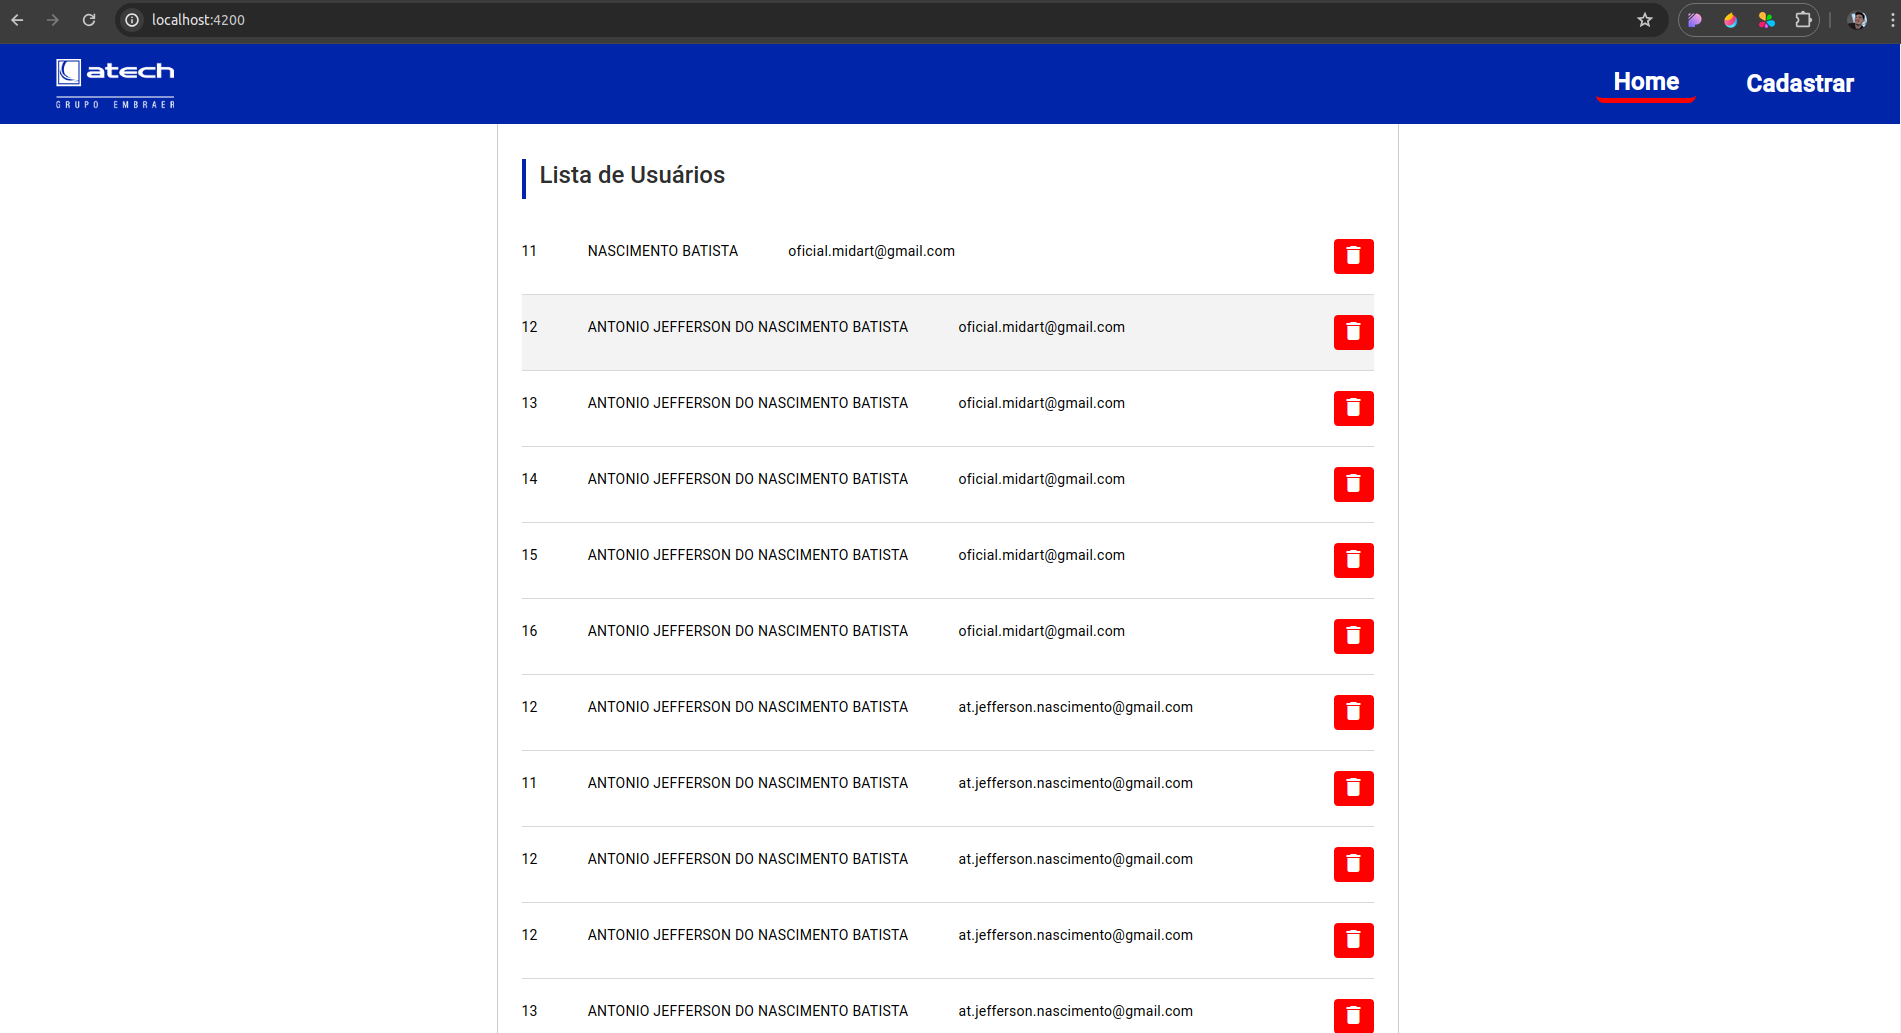 localhost:4200
atech
GRUPO EMBRAER
Home
Cadastrar
Lista de Usuários
11 NASCIMENTO BATISTA oficial.midart@gmail.com
12 ANTONIO JEFFERSON DO NASCIMENTO BATISTA oficial.midart@gmail.com
13 ANTONIO JEFFERSON DO NASCIMENTO BATISTA oficial.midart@gmail.com
14 ANTONIO JEFFERSON DO NASCIMENTO BATISTA oficial.midart@gmail.com
15 ANTONIO JEFFERSON DO NASCIMENTO BATISTA oficial.midart@gmail.com
16 ANTONIO JEFFERSON DO NASCIMENTO BATISTA oficial.midart@gmail.com
12 ANTONIO JEFFERSON DO NASCIMENTO BATISTA at.jefferson.nascimento@gmail.com
11 ANTONIO JEFFERSON DO NASCIMENTO BATISTA at.jefferson.nascimento@gmail.com
12 ANTONIO JEFFERSON DO NASCIMENTO BATISTA at.jefferson.nascimento@gmail.com
12 ANTONIO JEFFERSON DO NASCIMENTO BATISTA at.jefferson.nascimento@gmail.com
13 ANTONIO JEFFERSON DO NASCIMENTO BATISTA at.jefferson.nascimento@gmail.com